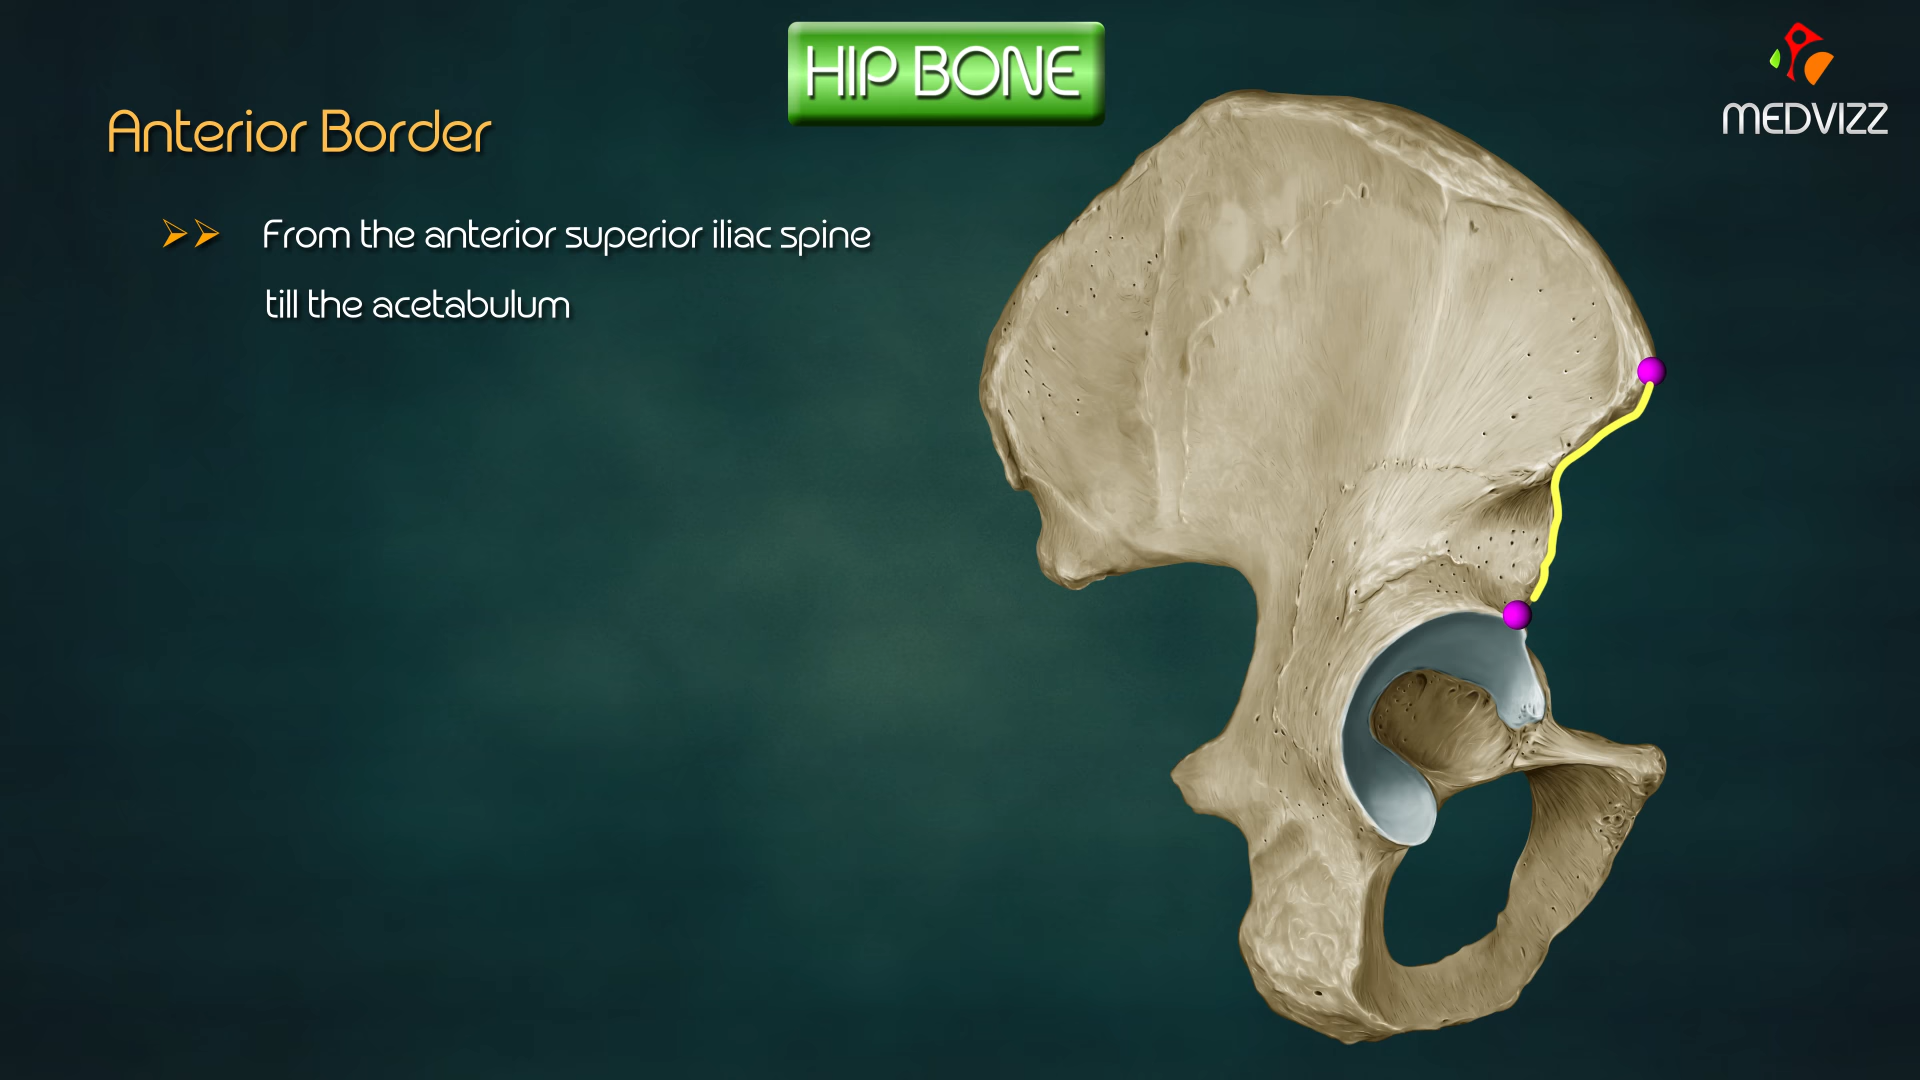 HIP BONE
MEDVIZZ
Anterior Border
From the anterior superior iliac spine
till the acetabulum